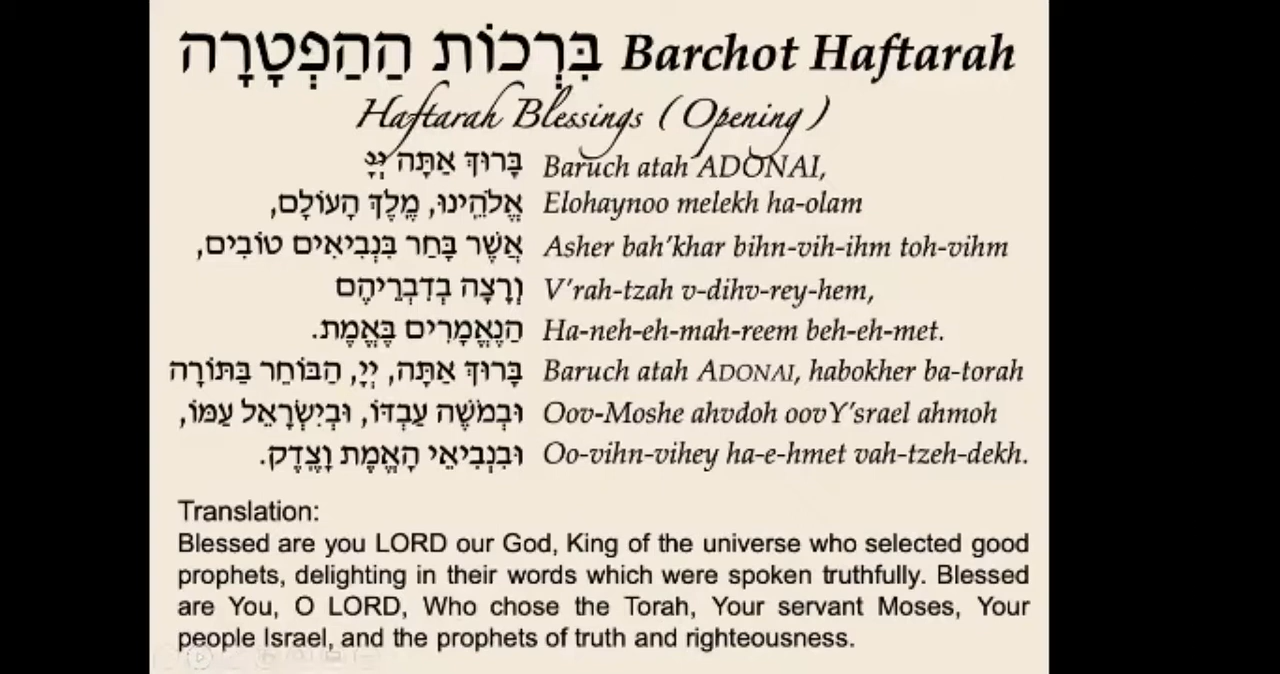 בִּרְכוֹת הַהַפְטָרָה Barchot Haftarah
Haftarah Blessings (Opening)
בָּרוּךְ אַתָּה יְיָ Baruch atah ADONAI,
אֱלֹהֵֽינוּ, מֶֽלֶךְ הָעוֹלָם, Elohaynoo melekh ha-olam
אֲשֶׁר בָּחַר בִּנְבִיאִים טוֹבִים, Asher bah’khar bihn-vih-ihm toh-vihm
וְרָצָה בְדִבְרֵיהֶם V’rah-tzah v-dihv-rey-hem,
הַנֶּאֱמָרִים בֶּאֱמֶת. Ha-neh-eh-mah-reem beh-eh-met.
בָּרוּךְ אַתָּה, יְיָ, הַבּוֹחֵר בַּתּוֹרָה Baruch atah ADONAI, habokher ba-torah
וּבְמֹשֶׁה עַבְדּוֹ, וּבְיִשְׂרָאֵל עַמּוֹ, Oov-Moshe ahvdoh oovY’srael ahmoh
וּבִנְבִיאֵי הָאֱמֶת וָצֶֽדֶק. Oo-vihn-vihey ha-e-hmet vah-tzeh-dekh.
Translation:
Blessed are you LORD our God, King of the universe who selected good
prophets, delighting in their words which were spoken truthfully. Blessed
are You, O LORD, Who chose the Torah, Your servant Moses, Your
people Israel, and the prophets of truth and righteousness.